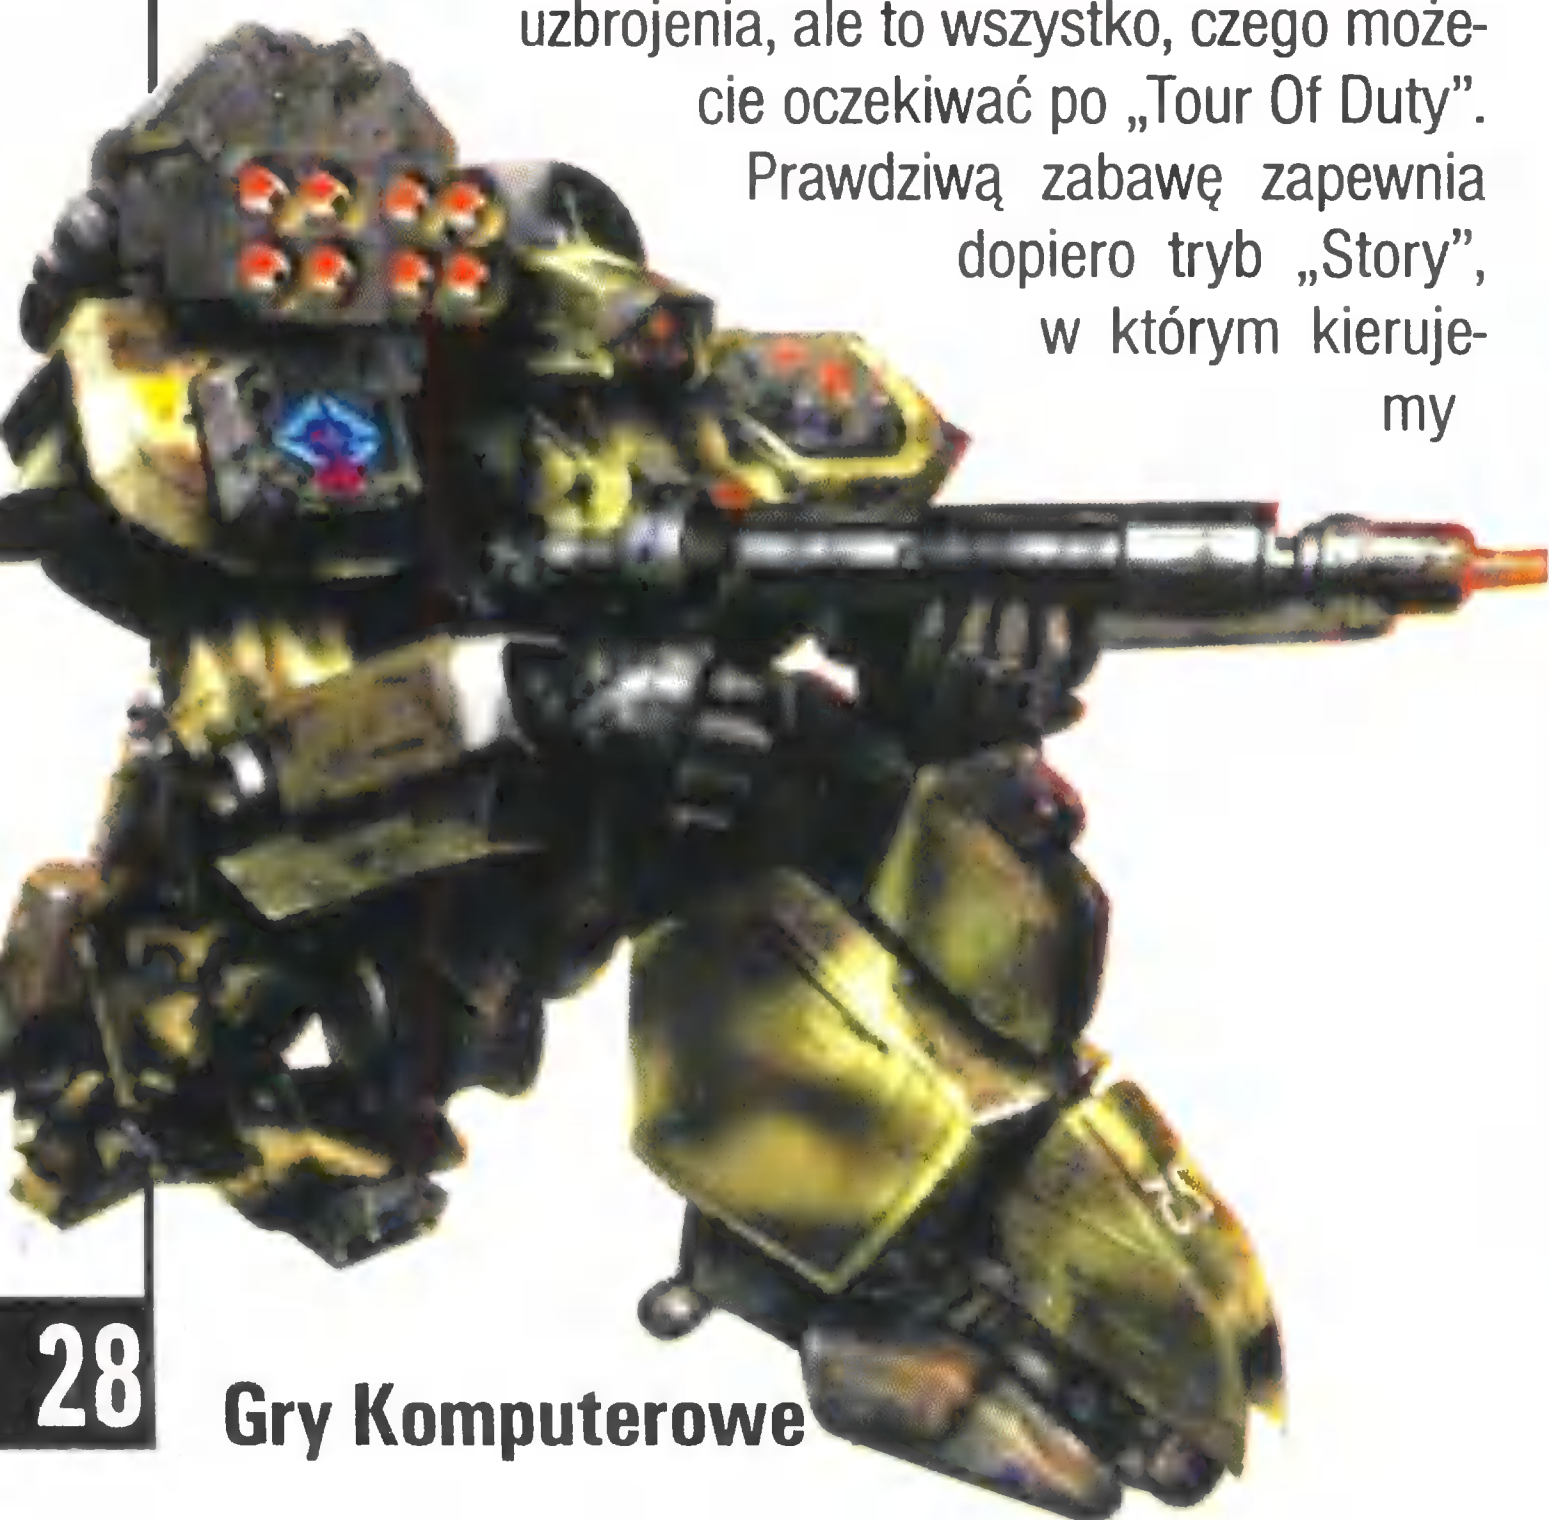 uzbrojenia, ale to wszystko, czego może-
cie oczekiwać po „Tour Of Duty”.
Prawdziwą zabawę zapewnia
dopiero tryb „Story”,
w którym kieruje-
my
28
Gry Komputerowe